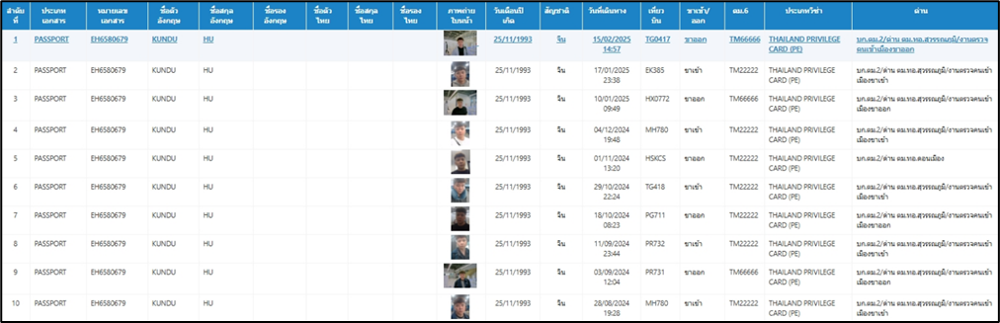 ลำดับที่ ประเภทเอกสาร หมายเลขเอกสาร ชื่อตัวอังกฤษ ชื่อสกุลอังกฤษ ชื่อรองอังกฤษ ชื่อตัวไทย ชื่อสกุลไทย ชื่อรองไทย ภาพถ่ายใบหน้า วันเดือนปีเกิด สัญชาติ วันที่เดินทาง เที่ยวบิน ขาเข้า/ออก ตม.6 ประเภทวีซ่า ด่าน
1 PASSPORT EH6580679 KUNDU HU 25/11/1993 จีน 15/02/2025 14:57 TG0417 ขาออก TM66666 THAILAND PRIVILEGE CARD (PE) บก.ตม.2/ด่าน ตม.ทอ.สุวรรณภูมิ/งานตรวจคนเข้าเมืองขาออก
2 PASSPORT EH6580679 KUNDU HU 25/11/1993 จีน 17/01/2025 23:38 EK385 ขาเข้า TM22222 THAILAND PRIVILEGE CARD (PE) บก.ตม.2/ด่าน ตม.ทอ.สุวรรณภูมิ/งานตรวจคนเข้าเมืองขาเข้า
3 PASSPORT EH6580679 KUNDU HU 25/11/1993 จีน 10/01/2025 09:49 HX0772 ขาออก TM66666 THAILAND PRIVILEGE CARD (PE) บก.ตม.2/ด่าน ตม.ทอ.สุวรรณภูมิ/งานตรวจคนเข้าเมืองขาออก
4 PASSPORT EH6580679 KUNDU HU 25/11/1993 จีน 04/12/2024 19:48 MH780 ขาเข้า TM22222 THAILAND PRIVILEGE CARD (PE) บก.ตม.2/ด่าน ตม.ทอ.สุวรรณภูมิ/งานตรวจคนเข้าเมืองขาเข้า
5 PASSPORT EH6580679 KUNDU HU 25/11/1993 จีน 01/11/2024 13:20 HSKCS ขาออก TM22222 THAILAND PRIVILEGE CARD (PE) บก.ตม.2/ด่าน ตม.ทอ.ดอนเมือง
6 PASSPORT EH6580679 KUNDU HU 25/11/1993 จีน 29/10/2024 22:24 TG418 ขาเข้า TM22222 THAILAND PRIVILEGE CARD (PE) บก.ตม.2/ด่าน ตม.ทอ.สุวรรณภูมิ/งานตรวจคนเข้าเมืองขาเข้า
7 PASSPORT EH6580679 KUNDU HU 25/11/1993 จีน 18/10/2024 08:23 PG711 ขาออก TM22222 THAILAND PRIVILEGE CARD (PE) บก.ตม.2/ด่าน ตม.ทอ.สุวรรณภูมิ/งานตรวจคนเข้าเมืองขาออก
8 PASSPORT EH6580679 KUNDU HU 25/11/1993 จีน 11/09/2024 23:44 PR732 ขาเข้า TM22222 THAILAND PRIVILEGE CARD (PE) บก.ตม.2/ด่าน ตม.ทอ.สุวรรณภูมิ/งานตรวจคนเข้าเมืองขาเข้า
9 PASSPORT EH6580679 KUNDU HU 25/11/1993 จีน 03/09/2024 12:04 PR731 ขาออก TM66666 THAILAND PRIVILEGE CARD (PE) บก.ตม.2/ด่าน ตม.ทอ.สุวรรณภูมิ/งานตรวจคนเข้าเมืองขาออก
10 PASSPORT EH6580679 KUNDU HU 25/11/1993 จีน 28/08/2024 19:28 MH780 ขาเข้า TM22222 THAILAND PRIVILEGE CARD (PE) บก.ตม.2/ด่าน ตม.ทอ.สุวรรณภูมิ/งานตรวจคนเข้าเมืองขาเข้า